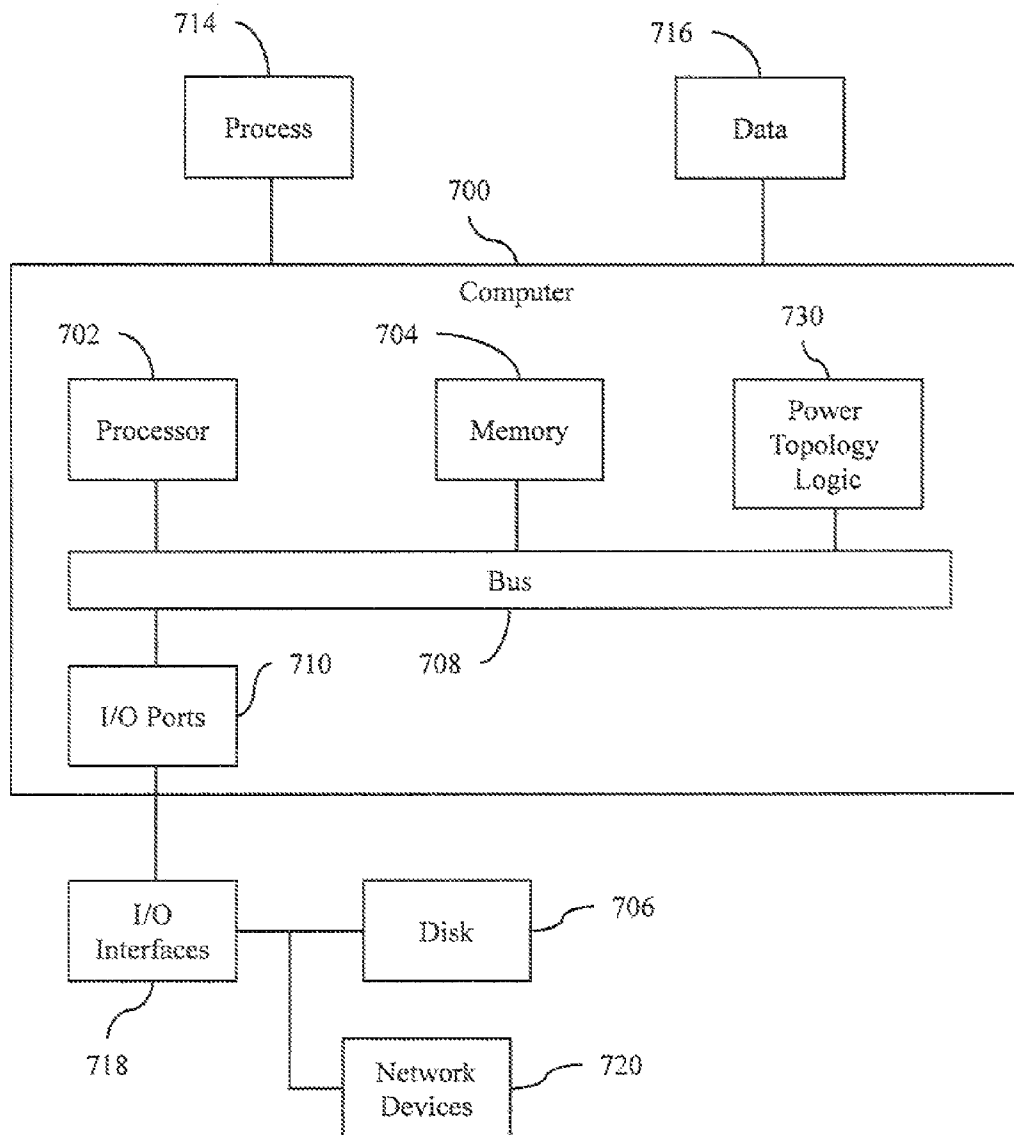 714
716
Process
Data
700
Computer
702
704
730
Processor
Memory
Power
Topology
Logic
Bus
710
708
I/O Ports
I/O
Interfaces
Disk
706
718
Network
Devices
720